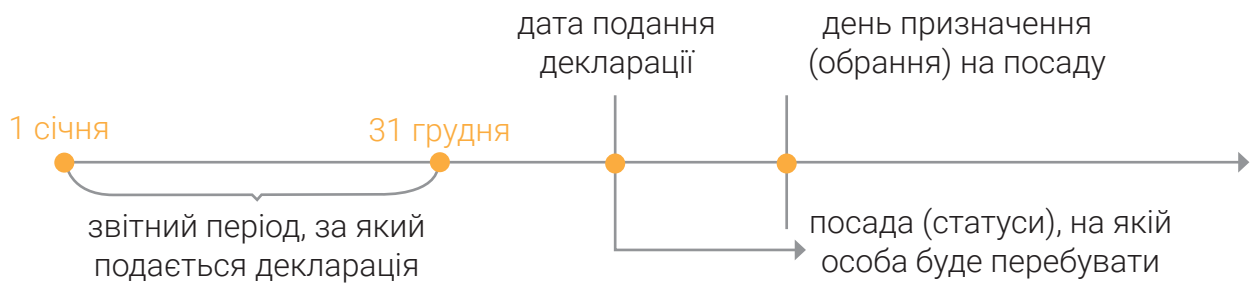 дата подання
декларації
день призначення
(обрання) на посаду
1 січня
31 грудня
звітний період, за який
подається декларація
посада (статуси), на якій
особа буде перебувати